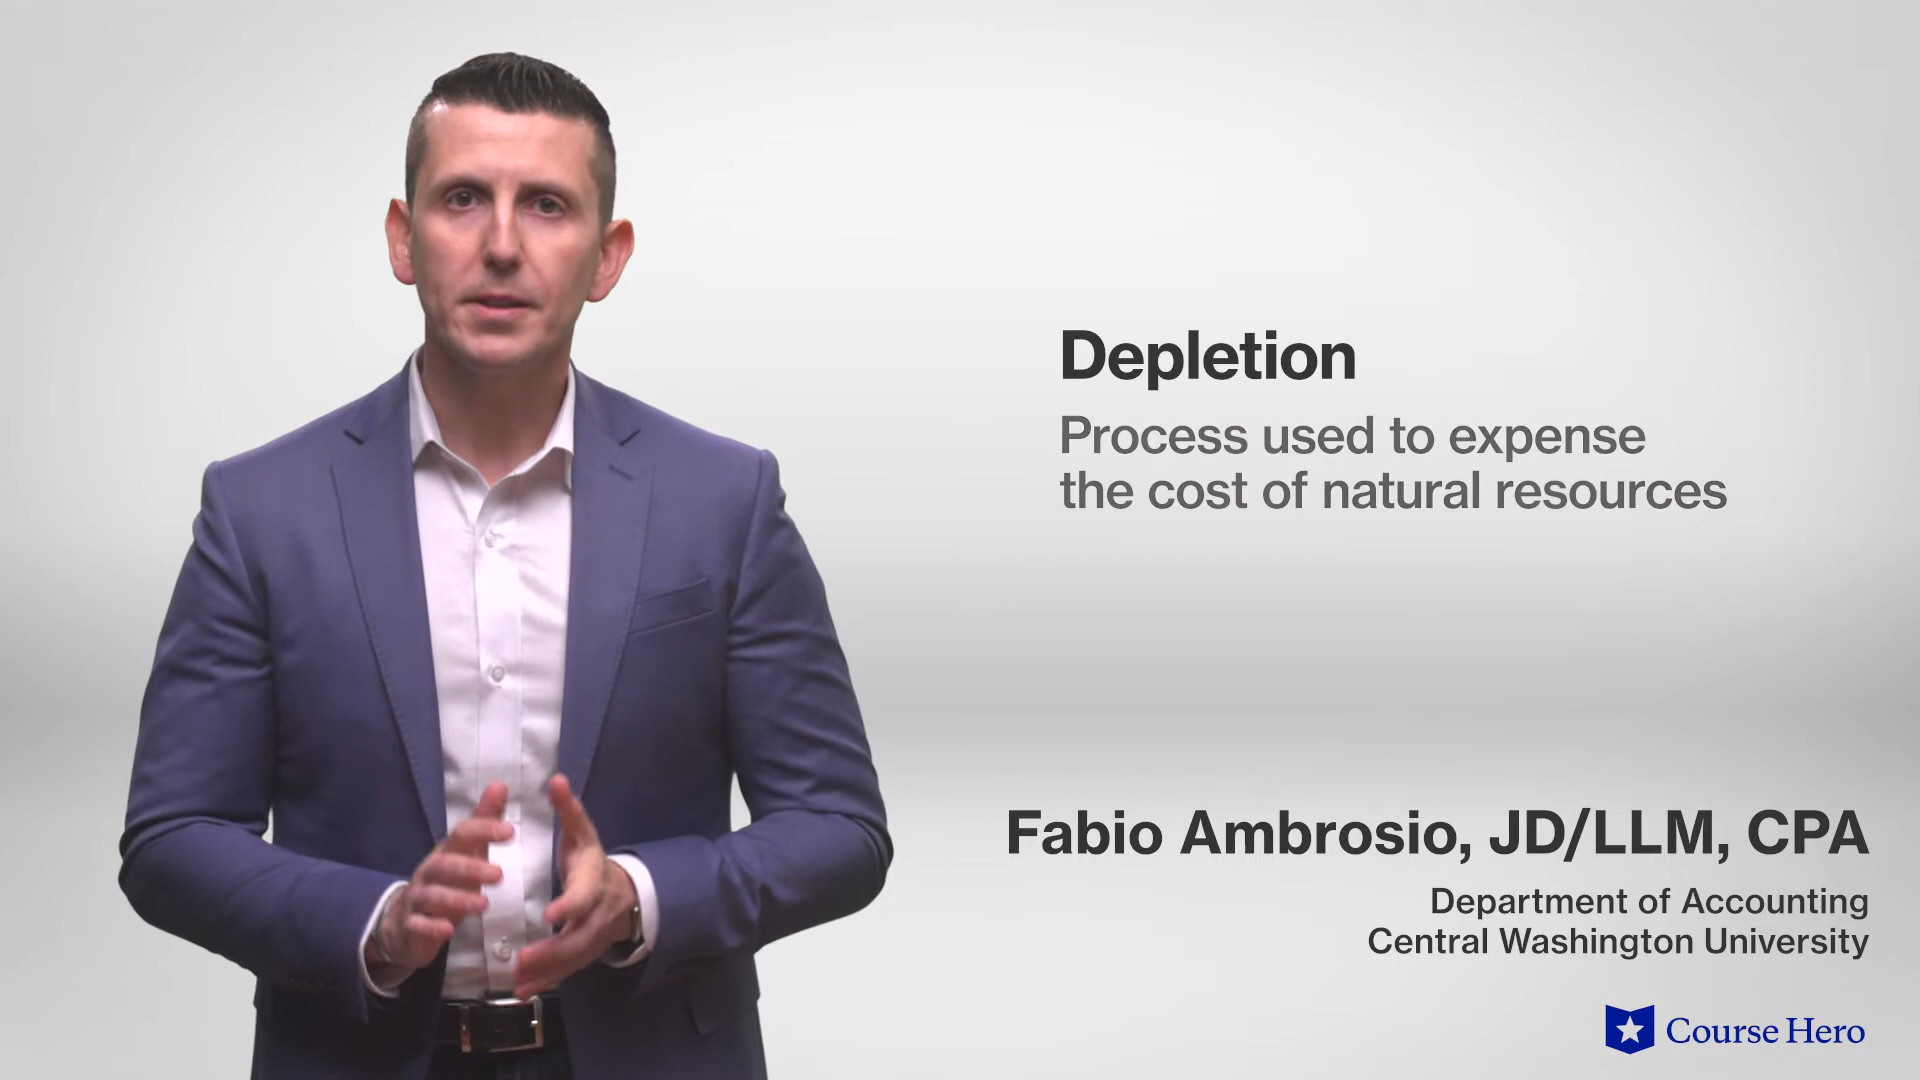 Depletion
Process used to expense
the cost of natural resources
Fabio Ambrosio, JD/LLM, CPA
Department of Accounting
Central Washington University
Course Hero